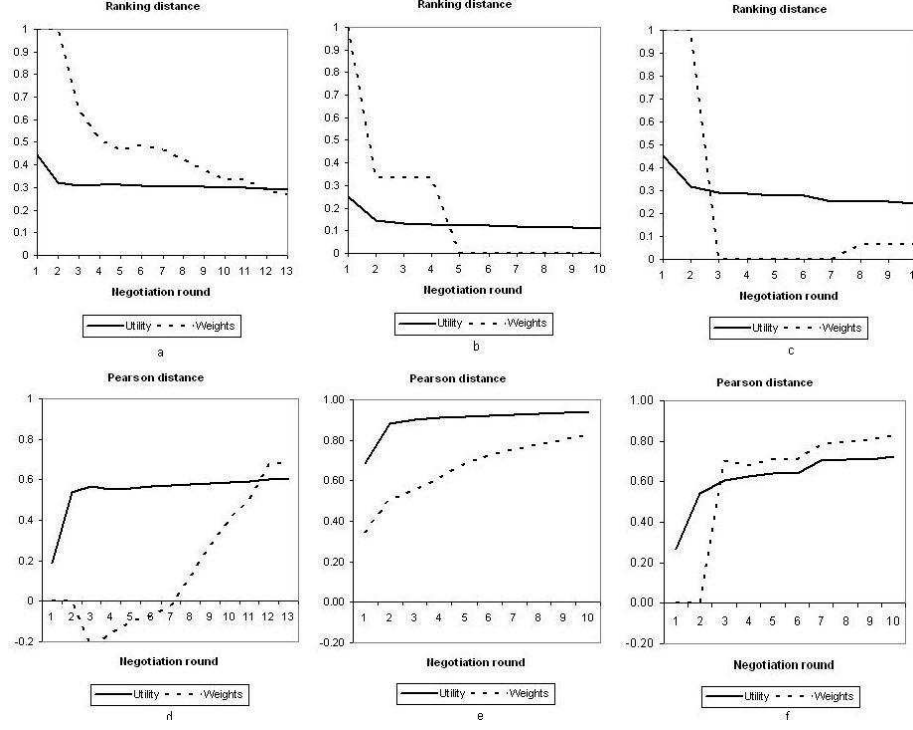 Ranking distance
1
0.9
0.8
0.7
0.6
0.5
0.4
0.3
0.2
0.1
0
1 2 3 4 5 6 7 8 9 10 11 12 13
Negotiation round
Utility Weights
a
Ranking distance
1
0.9
0.8
0.7
0.6
0.5
0.4
0.3
0.2
0.1
0
1 2 3 4 5 6 7 8 9 10
Negotiation round
Utility Weights
b
Ranking distance
1
0.9
0.8
0.7
0.6
0.5
0.4
0.3
0.2
0.1
0
1 2 3 4 5 6 7 8 9
Negotiation round
Utility Weights
c
Pearson distance
1
0.8
0.6
0.4
0.2
0
-0.2
1 2 3 4 5 6 7 8 9 10 11 12 13
Negotiation round
Utility Weights
d
Pearson distance
1.00
0.80
0.60
0.40
0.20
0.00
-0.20
1 2 3 4 5 6 7 8 9 10
Negotiation round
Utility Weights
e
Pearson distance
1.00
0.80
0.60
0.40
0.20
0.00
-0.20
1 2 3 4 5 6 7 8 9 10
Negotiation round
Utility Weights
f